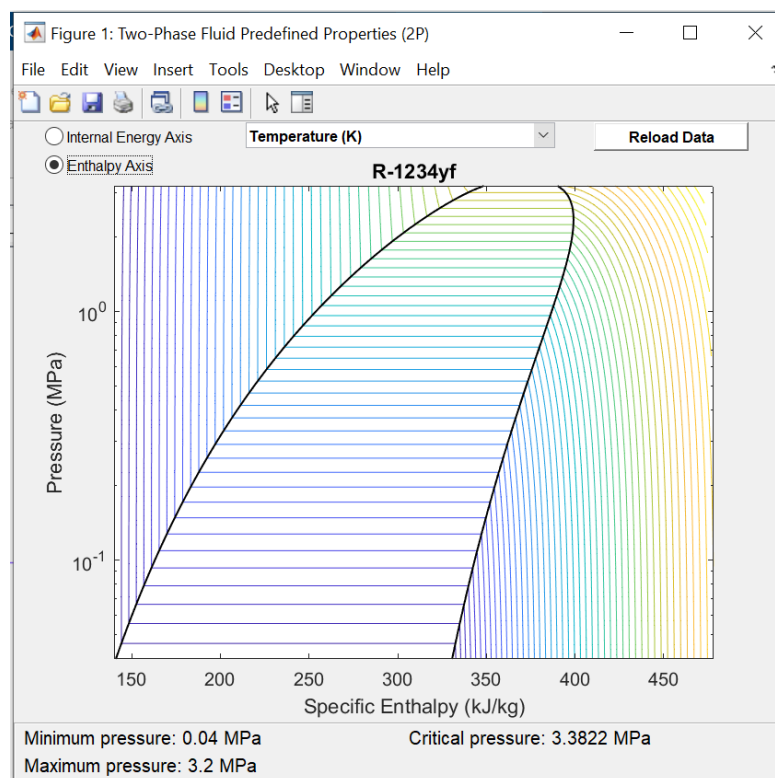 Figure 1: Two-Phase Fluid Predefined Properties (2P)
File Edit View Insert Tools Desktop Window Help
Internal Energy Axis
Temperature (K)
Reload Data
Enthalpy Axis
R-1234yf
10^0
10^-1
Pressure (MPa)
150 200 250 300 350 400 450
Specific Enthalpy (kJ/kg)
Minimum pressure: 0.04 MPa Critical pressure: 3.3822 MPa
Maximum pressure: 3.2 MPa